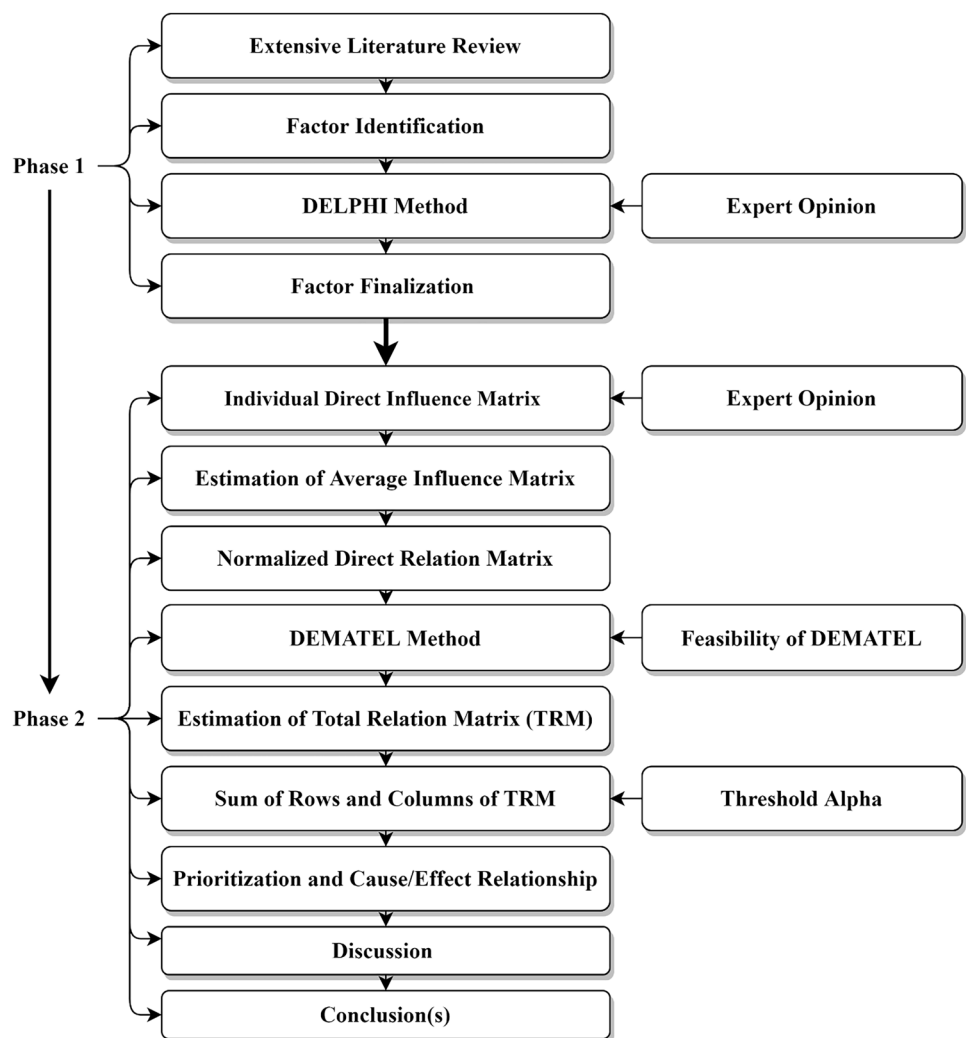 Extensive Literature Review
Factor Identification
Phase 1
DELPHI Method
Expert Opinion
Factor Finalization
Individual Direct Influence Matrix
Expert Opinion
Estimation of Average Influence Matrix
Normalized Direct Relation Matrix
DEMATEL Method
Feasibility of DEMATEL
Phase 2
Estimation of Total Relation Matrix (TRM)
Sum of Rows and Columns of TRM
Threshold Alpha
Prioritization and Cause/Effect Relationship
Discussion
Conclusion(s)